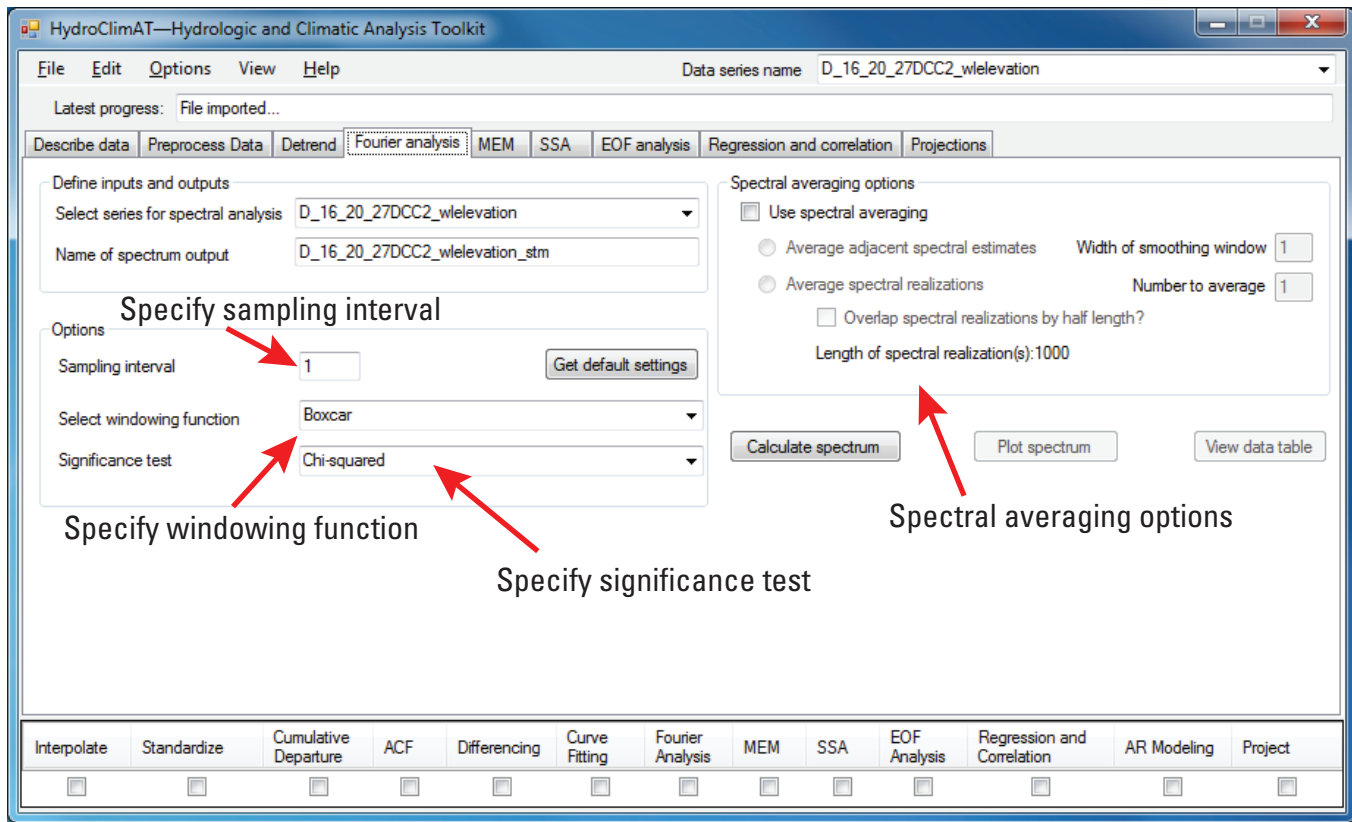 HydroClimAT—Hydrologic and Climatic Analysis Toolkit
File Edit Options View Help
Data series name D_16_20_27DCC2_wlelevation
Latest progress: File imported...
Describe data Preprocess Data Detrend Fourier analysis MEM SSA EOF analysis Regression and correlation Projections
Define inputs and outputs
Select series for spectral analysis D_16_20_27DCC2_wlelevation
Name of spectrum output D_16_20_27DCC2_wlelevation_stm
Specify sampling interval
Options
Sampling interval 1 Get default settings
Select windowing function Boxcar
Significance test Chi-squared
Specify windowing function
Specify significance test
Spectral averaging options
Use spectral averaging
Average adjacent spectral estimates Width of smoothing window 1
Average spectral realizations Number to average 1
Overlap spectral realizations by half length?
Length of spectral realization(s):1000
Calculate spectrum Plot spectrum View data table
Spectral averaging options
Interpolate Standardize Cumulative Departure ACF Differencing Curve Fitting Fourier Analysis MEM SSA EOF Analysis Regression and Correlation AR Modeling Project